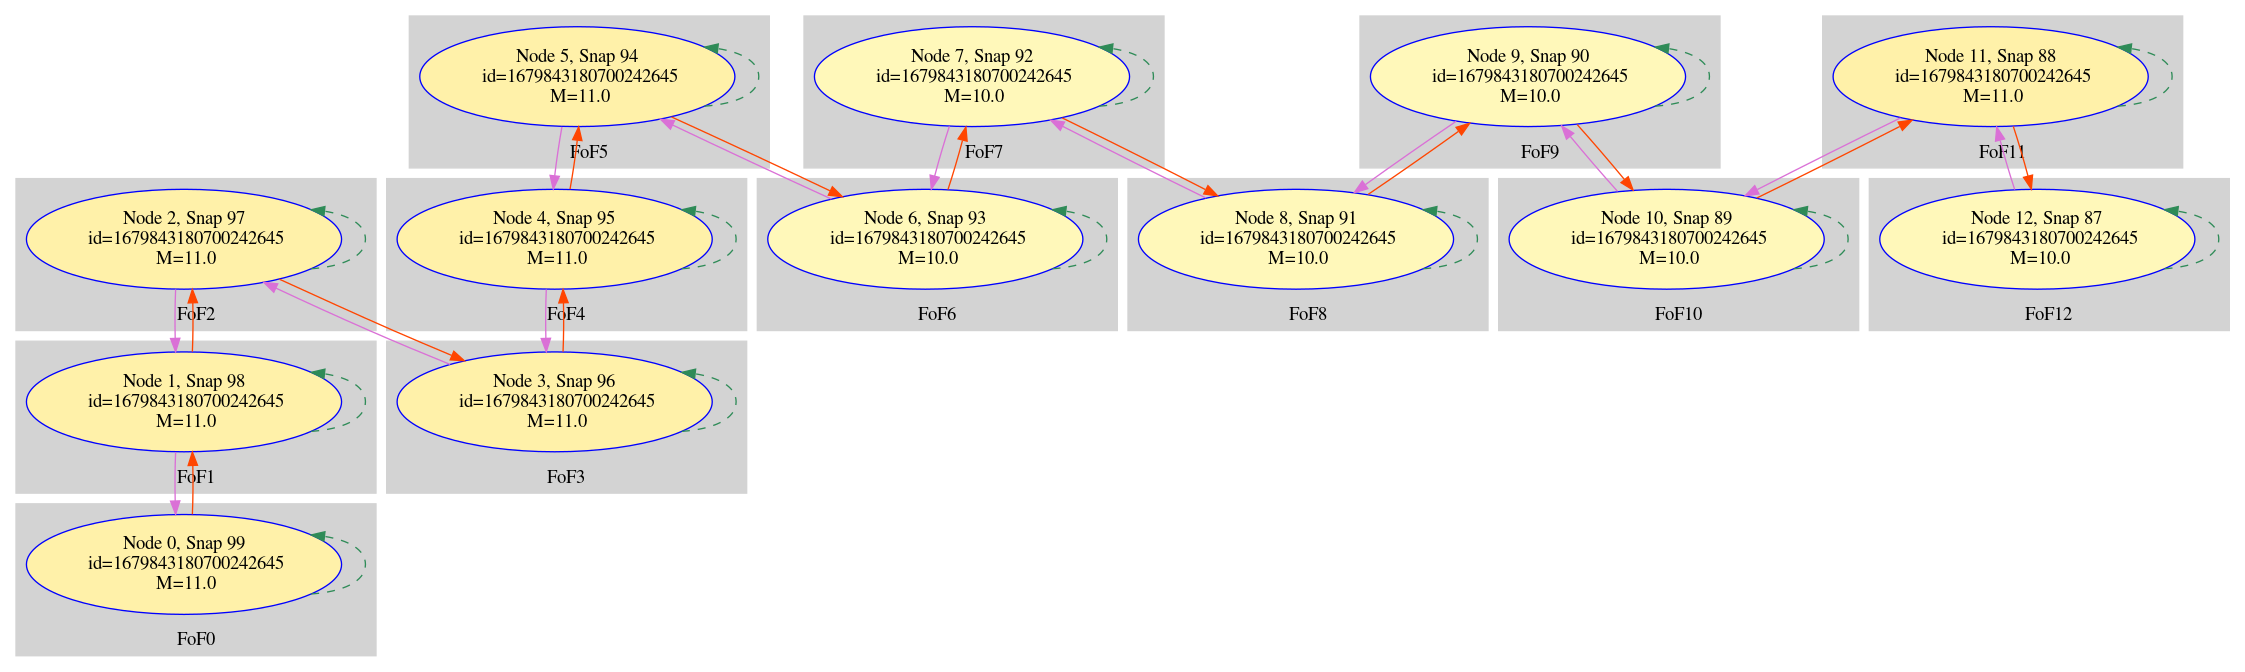 Node 5, Snap 94
id=1679843180700242645
M=11.0
FoF5
Node 7, Snap 92
id=1679843180700242645
M=10.0
FoF7
Node 9, Snap 90
id=1679843180700242645
M=10.0
FoF9
Node 11, Snap 88
id=1679843180700242645
M=11.0
FoF11
Node 2, Snap 97
id=1679843180700242645
M=11.0
FoF2
Node 4, Snap 95
id=1679843180700242645
M=11.0
FoF4
Node 6, Snap 93
id=1679843180700242645
M=10.0
FoF6
Node 8, Snap 91
id=1679843180700242645
M=10.0
FoF8
Node 10, Snap 89
id=1679843180700242645
M=10.0
FoF10
Node 12, Snap 87
id=1679843180700242645
M=10.0
FoF12
Node 1, Snap 98
id=1679843180700242645
M=11.0
FoF1
Node 3, Snap 96
id=1679843180700242645
M=11.0
FoF3
Node 0, Snap 99
id=1679843180700242645
M=11.0
FoF0